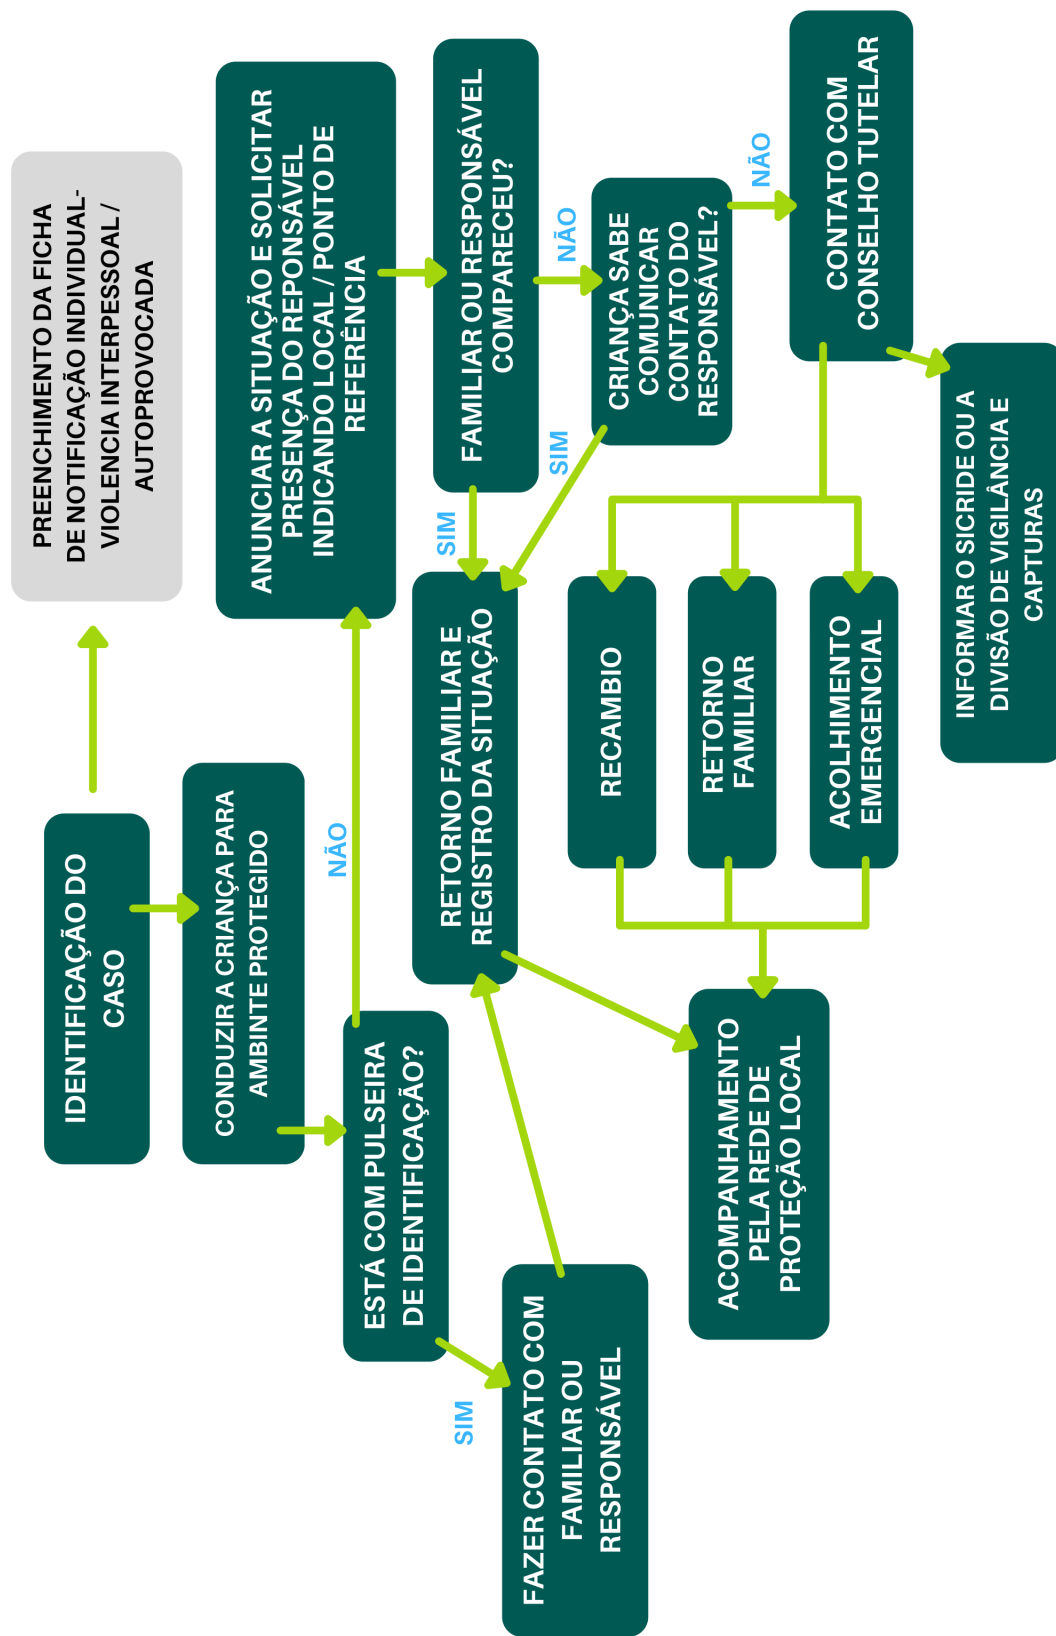 IDENTIFICAÇÃO DO
CASO
PREENCHIMENTO DA FICHA
DE NOTIFICAÇÃO INDIVIDUAL-
VIOLENCIA INTERPESSOAL /
AUTOPROVOCADA
CONDUZIR A CRIANÇA PARA
AMBINTE PROTEGIDO
ESTÁ COM PULSEIRA
DE IDENTIFICAÇÃO?
NÃO
ANUNCIAR A SITUAÇÃO E SOLICITAR
PRESENÇA DO REPONSÁVEL
INDICANDO LOCAL / PONTO DE
REFERÊNCIA
SIM
FAZER CONTATO COM
FAMILIAR OU
RESPONSÁVEL
RETORNO FAMILIAR E
REGISTRO DA SITUAÇÃO
SIM
FAMILIAR OU RESPONSÁVEL
COMPARECEU?
NÃO
SIM
CRIANÇA SABE
COMUNICAR
CONTATO DO
RESPONSÁVEL?
NÃO
CONTATO COM
CONSELHO TUTELAR
RECAMBIO
RETORNO
FAMILIAR
ACOLHIMENTO
EMERGENCIAL
ACOMPANHAMENTO
PELA REDE DE
PROTEÇÃO LOCAL
INFORMAR O SICRIDE OU A
DIVISÃO DE VIGILÂNCIA E
CAPTURAS